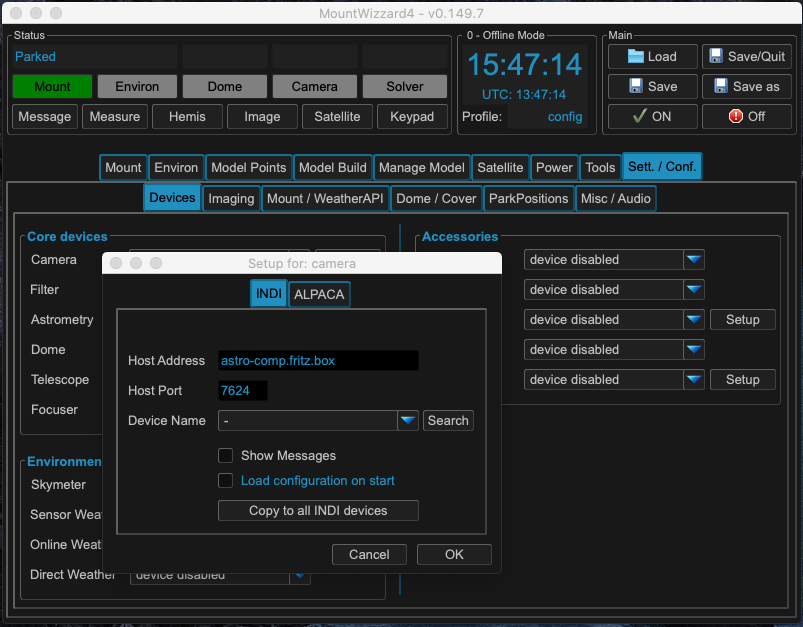 MountWizzard4 - v0.149.7
Status
0 - Offline Mode
Main
Parked
15:47:14
UTC: 13:47:14
Profile: config
Load
Save/Quit
Save
Save as
ON
Off
Mount Environ Dome Camera Solver
Message Measure Hemis Image Satellite Keypad
Mount Environ Model Points Model Build Manage Model Satellite Power Tools Sett. / Conf.
Devices Imaging Mount / WeatherAPI Dome / Cover ParkPositions Misc / Audio
Core devices
Camera
Filter
Astrometry
Dome
Telescope
Focuser
Environmen
Skymeter
Sensor Weat
Online Weat
Direct Weather device disabled
Setup for: camera
INDI ALPACA
Host Address astro-comp.fritz.box
Host Port 7624
Device Name - Search
Show Messages
Load configuration on start
Copy to all INDI devices
Cancel OK
Accessories
device disabled
device disabled
device disabled Setup
device disabled
device disabled Setup